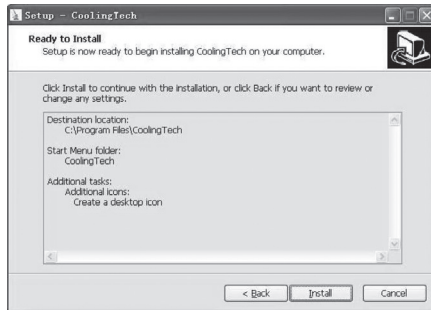 Setup - CoolingTech
Ready to Install
Setup is now ready to begin installing CoolingTech on your computer.
Click Install to continue with the installation, or click Back if you want to review or
change any settings.
Destination location:
C:\Program Files\CoolingTech
Start Menu folder:
CoolingTech
Additional tasks:
Additional icons:
Create a desktop icon
< Back
Install
Cancel